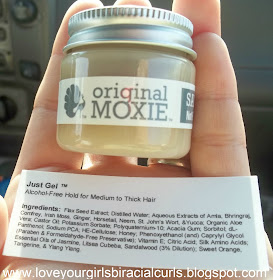 original
MOXIE™
Just Gel ™
Alcohol-Free Hold for Medium to Thick Hair
Ingredients: Flax Seed Extract; Distilled Water; Aqueous Extracts of Amla, Bhringraj,
Comfrey, Irish Moss, Ginger, Horsetail, Neem, St. John's Wort, &Yucca; Organic Aloe
Vera; Castor Oil; Potassium Sorbate; Polyquaternium-10; Acacia Gum; Sorbitol; dL-
Panthenol; Sodium PCA; HE-Cellulose; Honey; Phenoxyethanol (and) Caprylyl Glycol
(Paraben & Formaldehyde-Free Preservative); Vitamin E; Citric Acid; Silk Amino Acids;
Essential Oils of Jasmine, Litsea Cubeba, Sandalwood (3% Dilution); Sweet Orange,
Tangerine, & Ylang Ylang.
www.loveyourgirlsbiracialcurls.blogspot.com